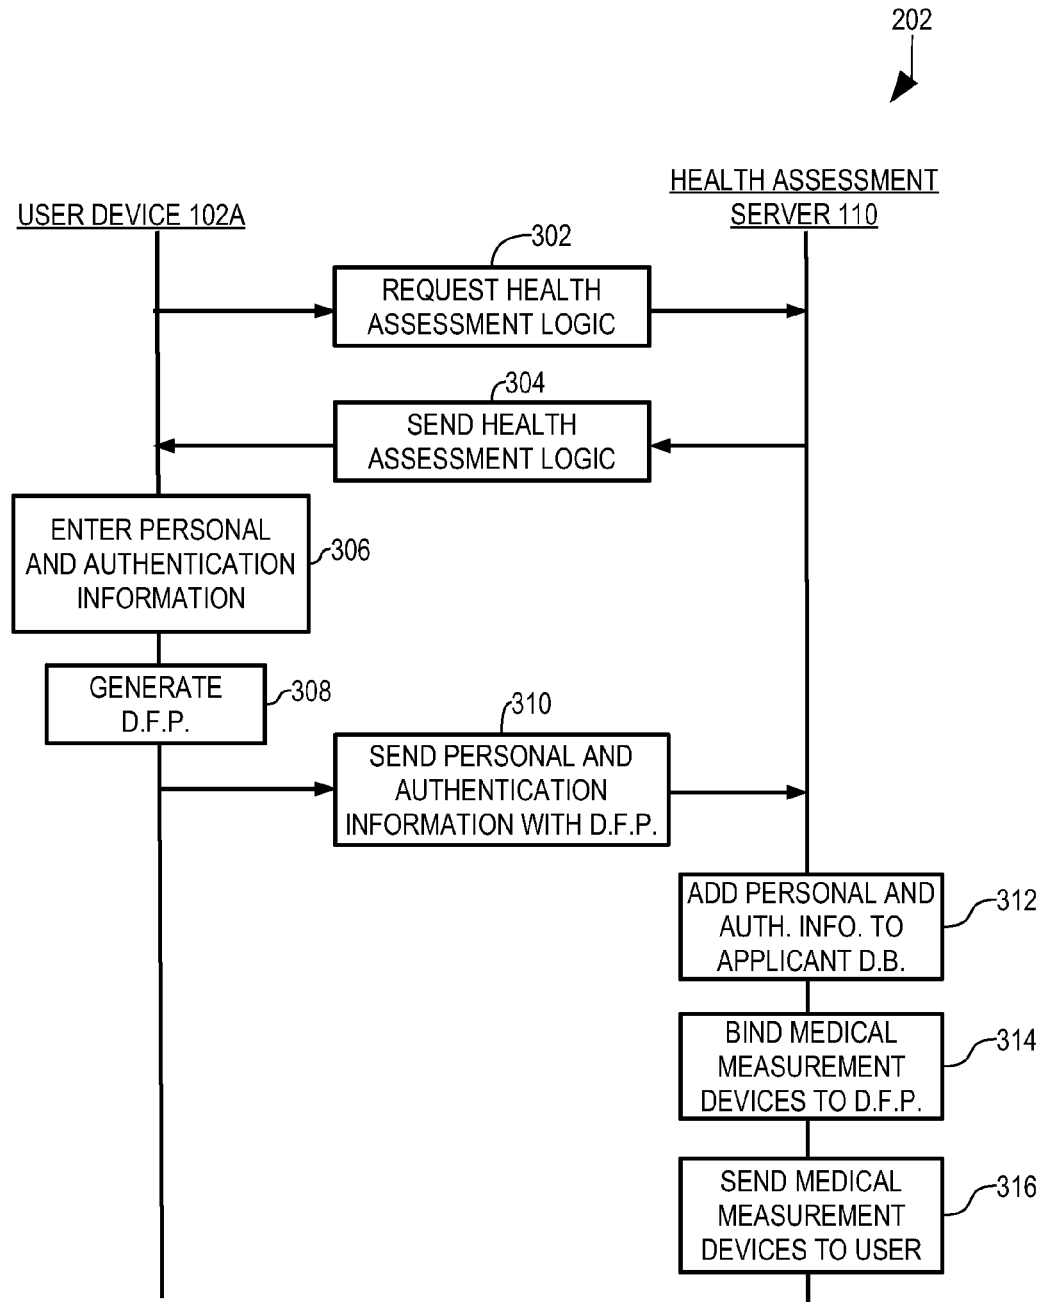 202
HEALTH ASSESSMENT
SERVER 110
USER DEVICE 102A
302
REQUEST HEALTH
ASSESSMENT LOGIC
304
SEND HEALTH
ASSESSMENT LOGIC
ENTER PERSONAL
AND AUTHENTICATION
INFORMATION
306
GENERATE
D.F.P.
308
310
SEND PERSONAL AND
AUTHENTICATION
INFORMATION WITH D.F.P.
ADD PERSONAL AND
AUTH. INFO. TO
APPLICANT D.B.
312
BIND MEDICAL
MEASUREMENT
DEVICES TO D.F.P.
314
SEND MEDICAL
MEASUREMENT
DEVICES TO USER
316